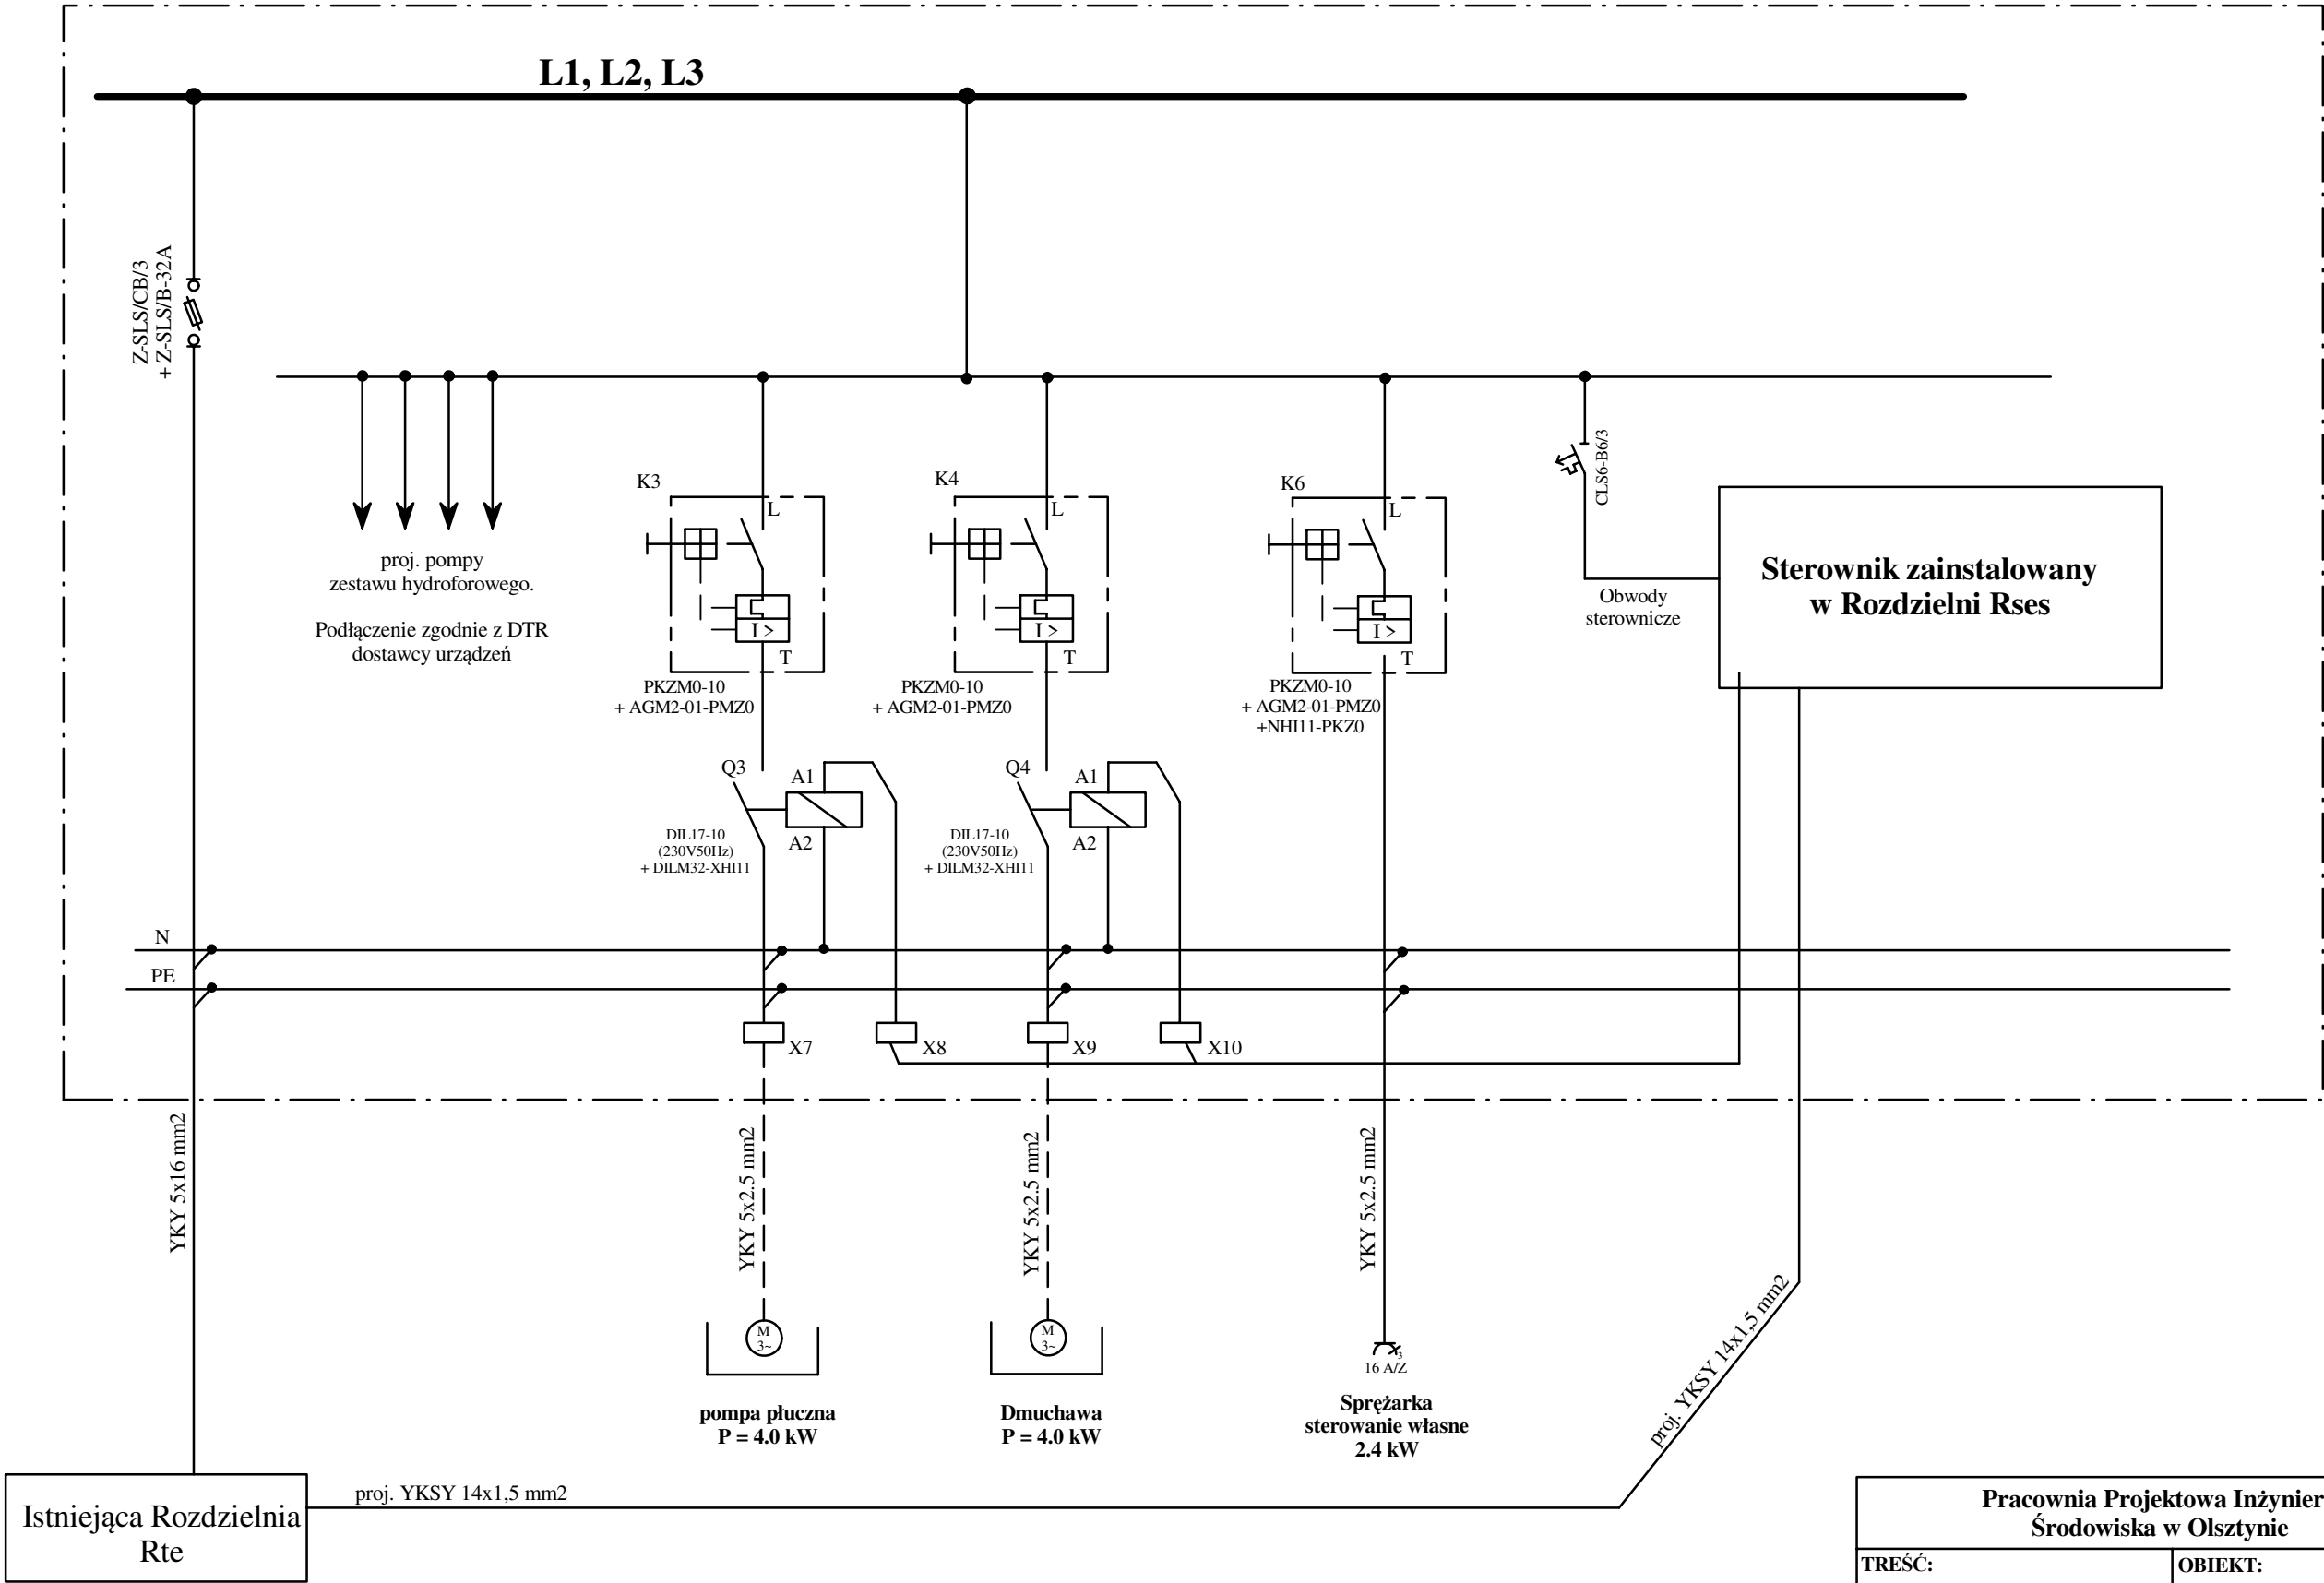 L1, L2, L3
Z-SLS/CB/3
+ Z-SLS/B-32A
proj. pompy
zestawu hydroforowego.
Podłączenie zgodnie z DTR
dostawcy urządzeń
K3
L
I >
T
PKZM0-10
+ AGM2-01-PMZ0
K4
L
I >
T
PKZM0-10
+ AGM2-01-PMZ0
K6
L
I >
T
PKZM0-10
+ AGM2-01-PMZ0
+NHI11-PKZ0
CLS6-B6/3
Obwody
sterownicze
Sterownik zainstalowany
w Rozdzielni Rses
Q3
A1
A2
DIL17-10
(230V50Hz)
+ DILM32-XHI11
Q4
A1
A2
DIL17-10
(230V50Hz)
+ DILM32-XHI11
N
PE
X7
X8
X9
X10
YKY 5x16 mm2
YKY 5x2.5 mm2
YKY 5x2.5 mm2
YKY 5x2.5 mm2
proj. YKSY 14x1,5 mm2
M
3~
M
3~
3
16 A/Z
pompa płuczna
P = 4.0 kW
Dmuchawa
P = 4.0 kW
Sprężarka
sterowanie własne
2.4 kW
Istniejąca Rozdzielnia
Rte
proj. YKSY 14x1,5 mm2
Pracownia Projektowa Inżynier
Środowiska w Olsztynie
TREŚĆ:
OBIEKT: